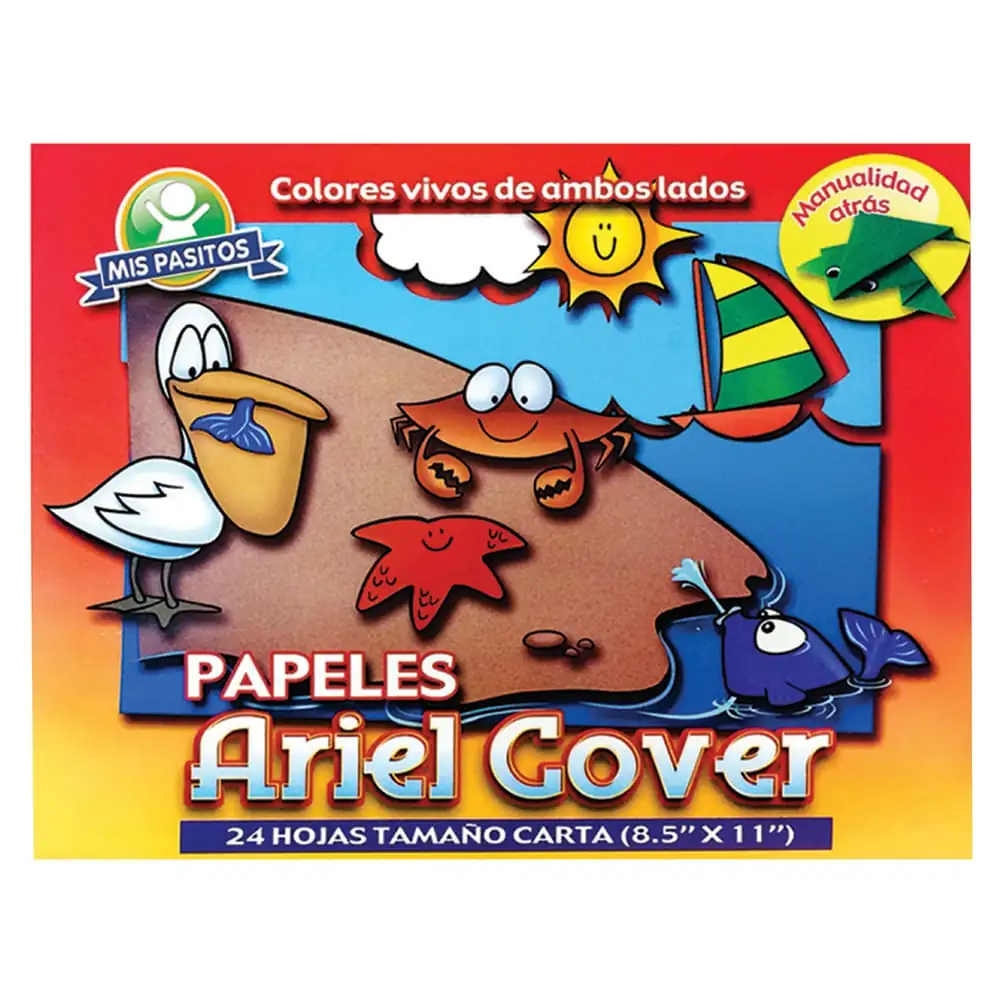 Colores vivos de ambos lados
Manualidad
atrás
MIS PASITOS
PAPELES
Ariel Cover
24 HOJAS TAMAÑO CARTA (8.5” X 11”)